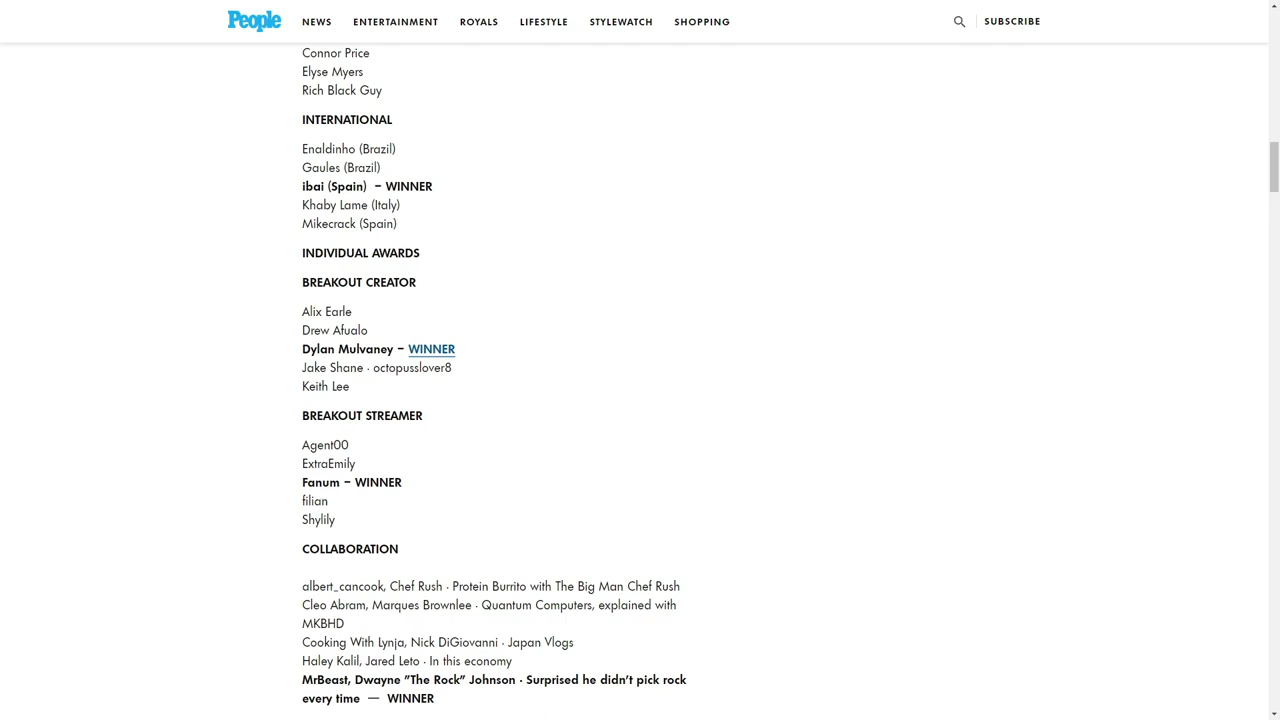 People NEWS ENTERTAINMENT ROYALS LIFESTYLE STYLEWATCH SHOPPING SUBSCRIBE
Connor Price
Elyse Myers
Rich Black Guy
INTERNATIONAL
Enaldinho (Brazil)
Gaules (Brazil)
ibai (Spain) – WINNER
Khaby Lame (Italy)
Mikecrack (Spain)
INDIVIDUAL AWARDS
BREAKOUT CREATOR
Alix Earle
Drew Afualo
Dylan Mulvaney – WINNER
Jake Shane · octopusslover8
Keith Lee
BREAKOUT STREAMER
Agent00
ExtraEmily
Fanum – WINNER
filian
Shylily
COLLABORATION
albert_cancook, Chef Rush · Protein Burrito with The Big Man Chef Rush
Cleo Abram, Marques Brownlee · Quantum Computers, explained with
MKBHD
Cooking With Lynja, Nick DiGiovanni · Japan Vlogs
Haley Kalil, Jared Leto · In this economy
MrBeast, Dwayne "The Rock" Johnson · Surprised he didn't pick rock
every time — WINNER